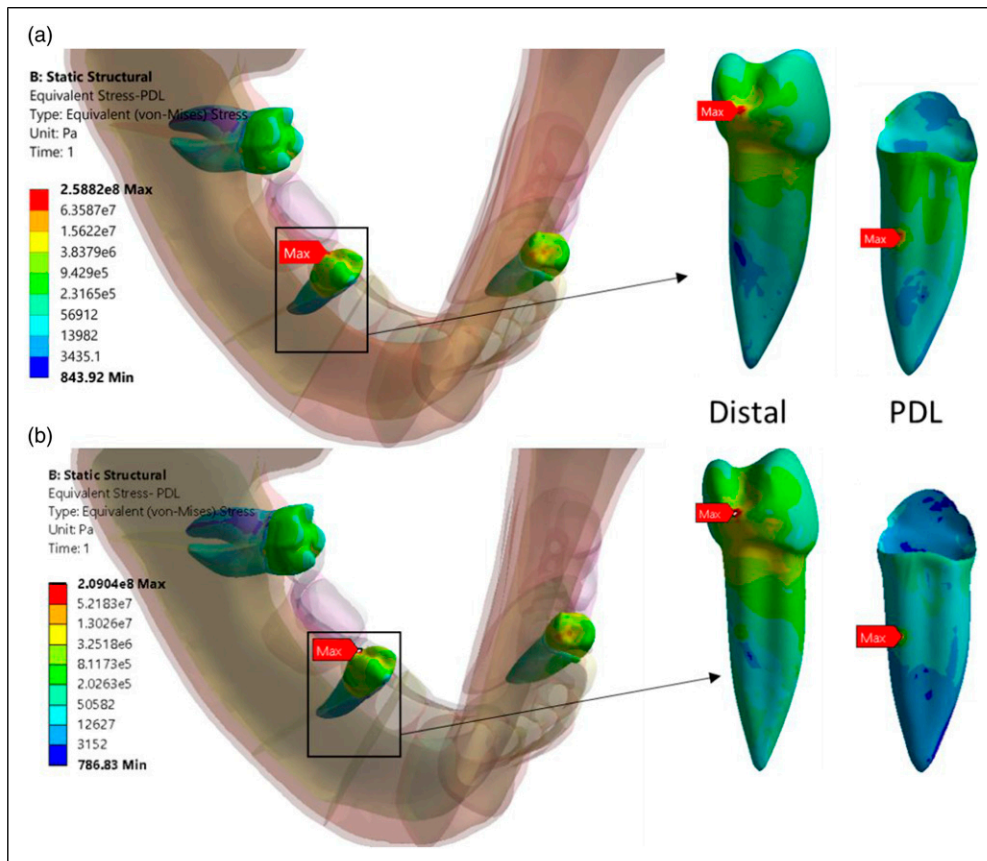 (a)
B: Static Structural
Equivalent Stress-PDL
Type: Equivalent (von-Mises) Stress
Unit: Pa
Time: 1
2.5882e8 Max
6.3587e7
1.5622e7
3.8379e6
9.429e5
2.3165e5
56912
13982
3435.1
843.92 Min
Max
Max
Max
Distal
PDL
(b)
B: Static Structural
Equivalent Stress- PDL
Type: Equivalent (von-Mises) Stress
Unit: Pa
Time: 1
2.0904e8 Max
5.2183e7
1.3026e7
3.2518e6
8.1173e5
2.0263e5
50582
12627
3152
786.83 Min
Max
Max
Max